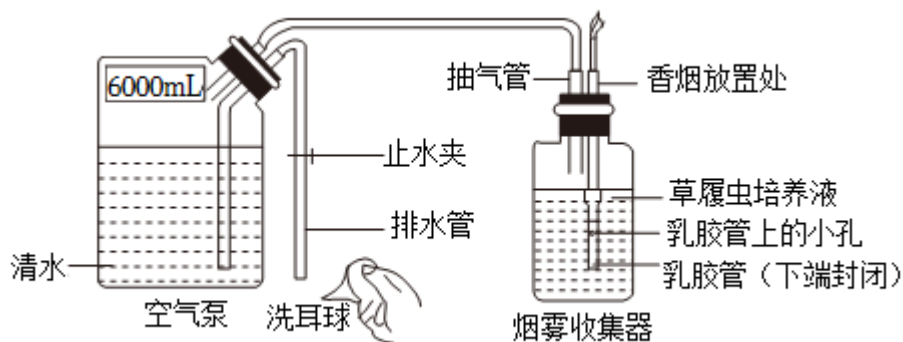 6000mL
抽气管
香烟放置处
止水夹
草履虫培养液
排水管
乳胶管上的小孔
清水
乳胶管（下端封闭）
空气泵
洗耳球
烟雾收集器